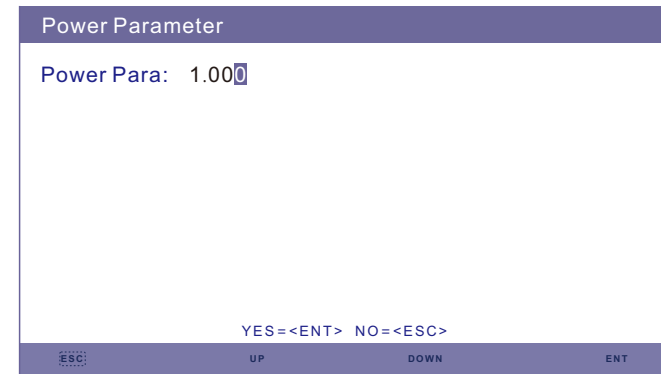 Power Parameter
Power Para: 1.000
YES=<ENT> NO=<ESC>
ESC UP DOWN ENT